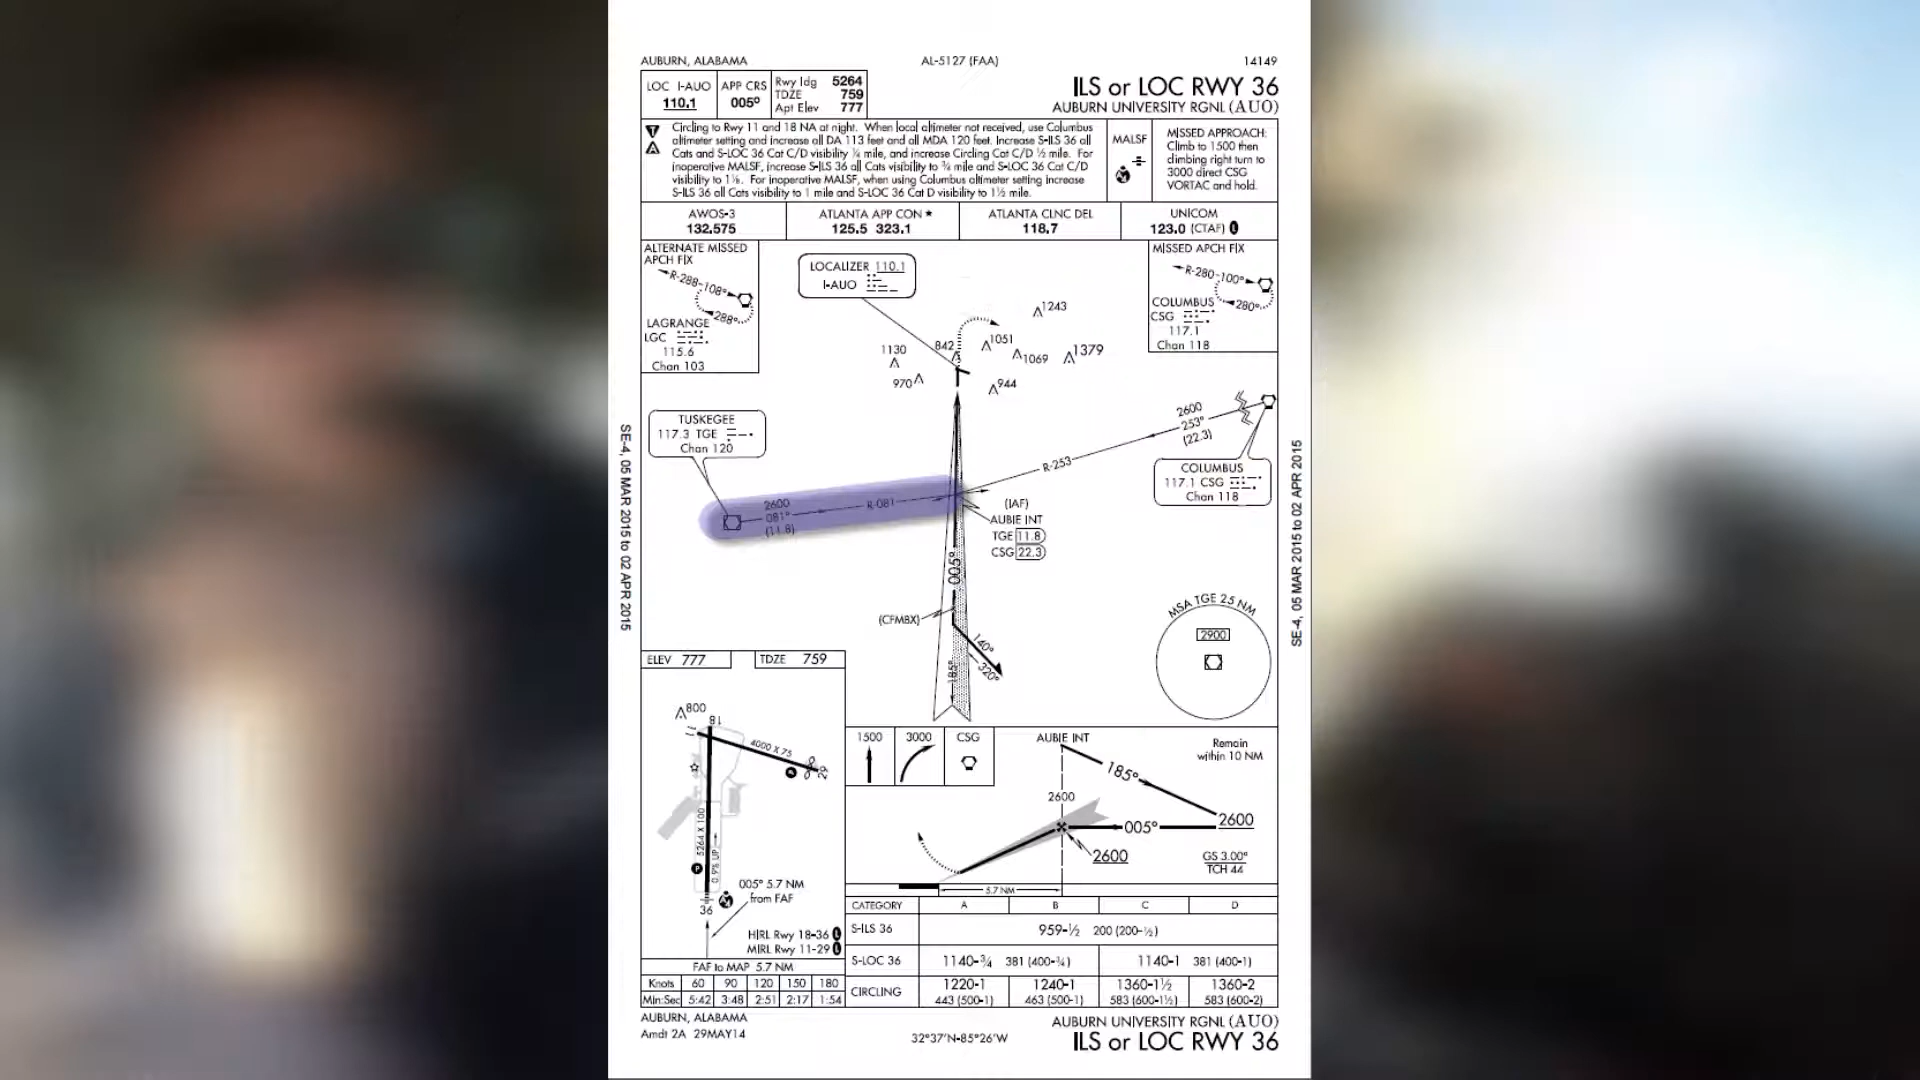 AUBURN, ALABAMA
AL-5127 (FAA)
14149
LOC I-AUO
110.1
APP CRS
005°
Rwy ldg 5264
TDZE 759
Apt Elev 777
ILS or LOC RWY 36
AUBURN UNIVERSITY RGNL (AUO)
T
A
Circling to Rwy 11 and 18 NA at night. When local altimeter not received, use Columbus
altimeter setting and increase all DA 113 feet and all MDA 120 feet. Increase S-ILS 36 all
Cats and S-LOC 36 Cat C/D visibility ¼ mile, and increase Circling Cat C/D ½ mile. For
inoperative MALSF, increase S-ILS 36 all Cats visibility to ¾ mile and S-LOC 36 Cat C/D
visibility to 1⅛. For inoperative MALSF, when using Columbus altimeter setting increase
S-ILS 36 all Cats visibility to 1 mile and S-LOC 36 Cat D visibility to 1½ mile.
MALSF
MISSED APPROACH:
Climb to 1500 then
climbing right turn to
3000 direct CSG
VORTAC and hold.
AWOS-3
132.575
ATLANTA APP CON ★
125.5 323.1
ATLANTA CLNC DEL
118.7
UNICOM
123.0 (CTAF) L
ALTERNATE MISSED
APCH FIX
R-288 108°
288°
LAGRANGE
LGC
115.6
Chan 103
LOCALIZER 110.1
I-AUO
MISSED APCH FIX
R-280 100°
280°
COLUMBUS
CSG
117.1
Chan 118
1243
1130
842
1051
1069
1379
970
944
TUSKEGEE
117.3 TGE
Chan 120
2600
253°
(22.3)
R-253
COLUMBUS
117.1 CSG
Chan 118
2600
081°
(11.8)
R-081
(IAF)
AUBIE INT
TGE 11.8
CSG 22.3
005°
(CFMBX)
140°
320°
185°
MSA TGE 25 NM
2900
SE-4, 05 MAR 2015 to 02 APR 2015
SE-4, 05 MAR 2015 to 02 APR 2015
ELEV 777
TDZE 759
800
18
4000 X 75
29
5264 X 100
0.9% UP
P
36
005° 5.7 NM
from FAF
HIRL Rwy 18-36 L
MIRL Rwy 11-29 L
FAF to MAP 5.7 NM
Knots 60 90 120 150 180
Min:Sec 5:42 3:48 2:51 2:17 1:54
1500
3000
CSG
AUBIE INT
Remain
within 10 NM
185°
2600
2600
005°
2600
GS 3.00°
TCH 44
5.7 NM
CATEGORY A B C D
S-ILS 36 959-½ 200 (200-½)
S-LOC 36 1140-¾ 381 (400-¾) 1140-1 381 (400-1)
CIRCLING
1220-1 1240-1 1360-1½ 1360-2
443 (500-1) 463 (500-1) 583 (600-1½) 583 (600-2)
AUBURN, ALABAMA
Amdt 2A 29MAY14
32°37'N-85°26'W
AUBURN UNIVERSITY RGNL (AUO)
ILS or LOC RWY 36